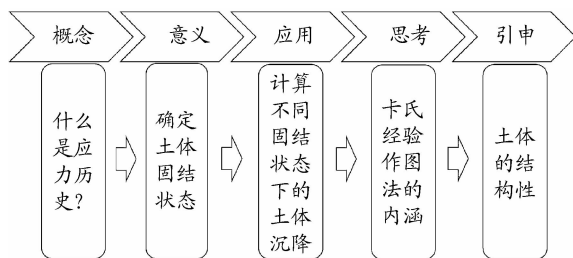 概念
意义
应用
思考
引申
什么
是应
力历
史?
确定
土体
固结
状态
计算
不同
固结
状态
下的
土体
沉降
卡氏
经验
作图
法的
内涵
土体
的结
构性